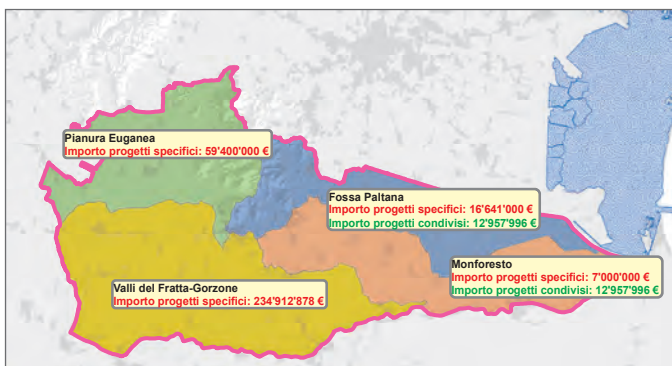 Pianura Euganea
Importo progetti specifici: 59'400'000 €
Fossa Paltana
Importo progetti specifici: 16'641'000 €
Importo progetti condivisi: 12'957'996 €
Monforesto
Importo progetti specifici: 7'000'000 €
Importo progetti condivisi: 12'957'996 €
Valli del Fratta-Gorzone
Importo progetti specifici: 234'912'878 €